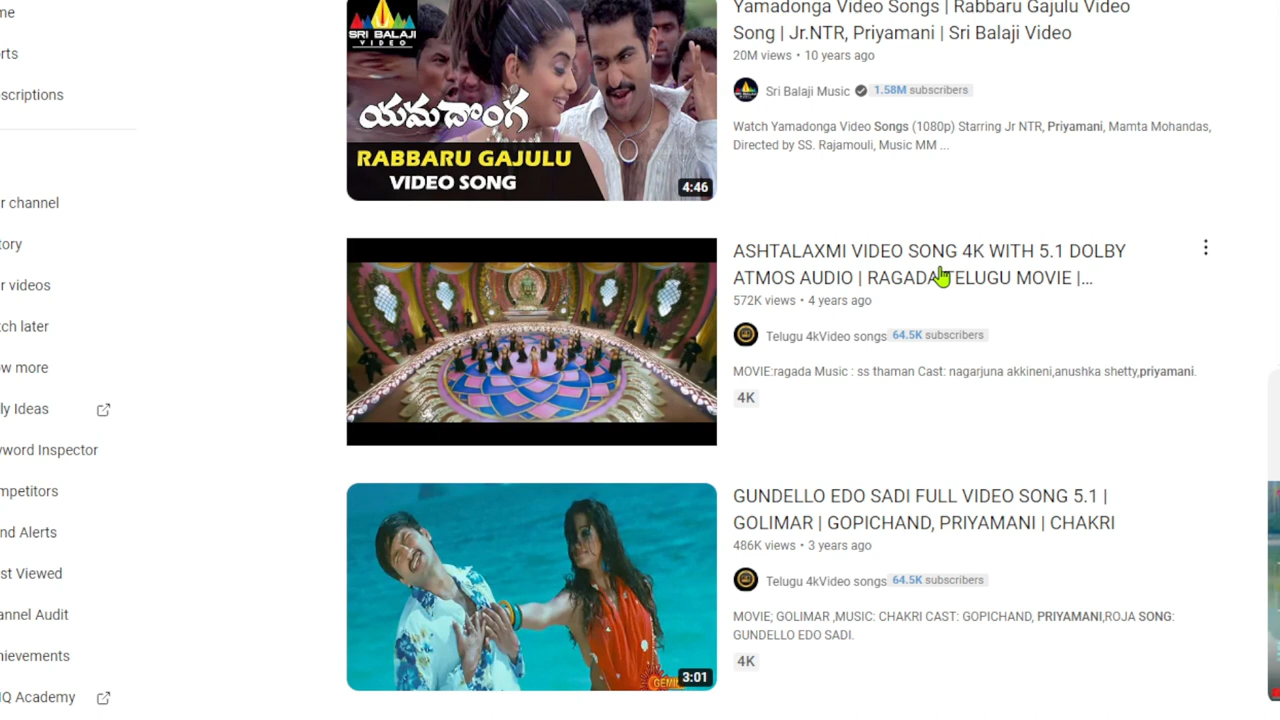 me
rts
scriptions
r channel
tory
r videos
tch later
w more
ly Ideas
word Inspector
mpetitors
nd Alerts
st Viewed
annel Audit
hievements
IQ Academy
SRI BALAJI
VIDEO
యమదొంగ
RABBARU GAJULU
VIDEO SONG
4:46
Yamadonga Video Songs | Rabbaru Gajulu Video
Song | Jr.NTR, Priyamani | Sri Balaji Video
20M views • 10 years ago
Sri Balaji Music 1.58M subscribers
Watch Yamadonga Video Songs (1080p) Starring Jr NTR, Priyamani, Mamta Mohandas,
Directed by SS. Rajamouli, Music MM ...
ASHTALAXMI VIDEO SONG 4K WITH 5.1 DOLBY
ATMOS AUDIO | RAGADA TELUGU MOVIE |...
572K views • 4 years ago
Telugu 4kVideo songs 64.5K subscribers
MOVIE:ragada Music : ss thaman Cast: nagarjuna akkineni,anushka shetty,priyamani.
4K
GEMINI
3:01
GUNDELLO EDO SADI FULL VIDEO SONG 5.1 |
GOLIMAR | GOPICHAND, PRIYAMANI | CHAKRI
486K views • 3 years ago
Telugu 4kVideo songs 64.5K subscribers
MOVIE; GOLIMAR ,MUSIC: CHAKRI CAST: GOPICHAND, PRIYAMANI,ROJA SONG:
GUNDELLO EDO SADI.
4K